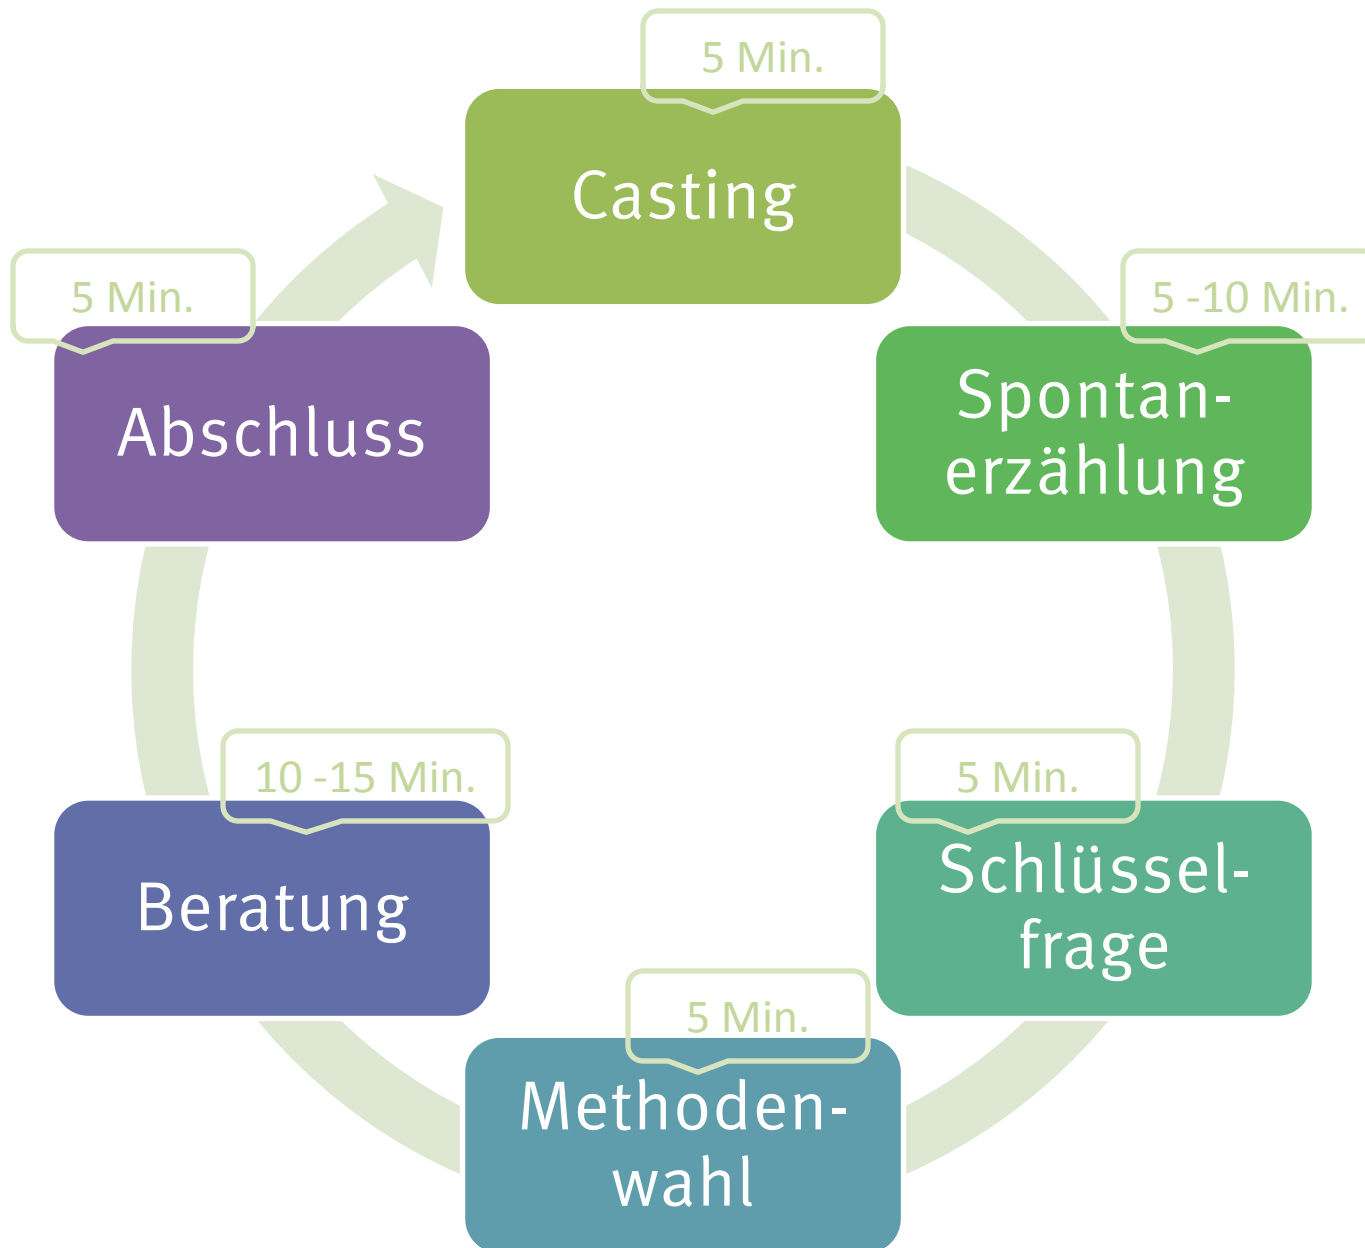 5 Min.
Casting
5 -10 Min.
Spontan-
erzählung
5 Min.
Schlüssel-
frage
5 Min.
Methoden-
wahl
10 -15 Min.
Beratung
5 Min.
Abschluss